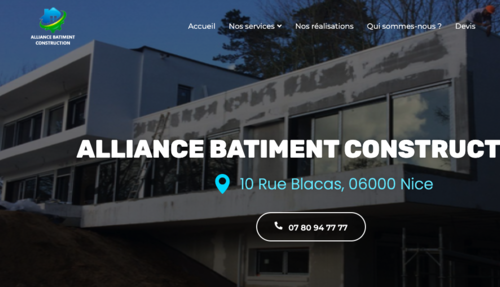 Accueil Nos services Nos réalisations Qui sommes-nous ? Devis
ALLIANCE BATIMENT
CONSTRUCTION
ALLIANCE BATIMENT CONSTRUCT
10 Rue Blacas, 06000 Nice
07 80 94 77 77